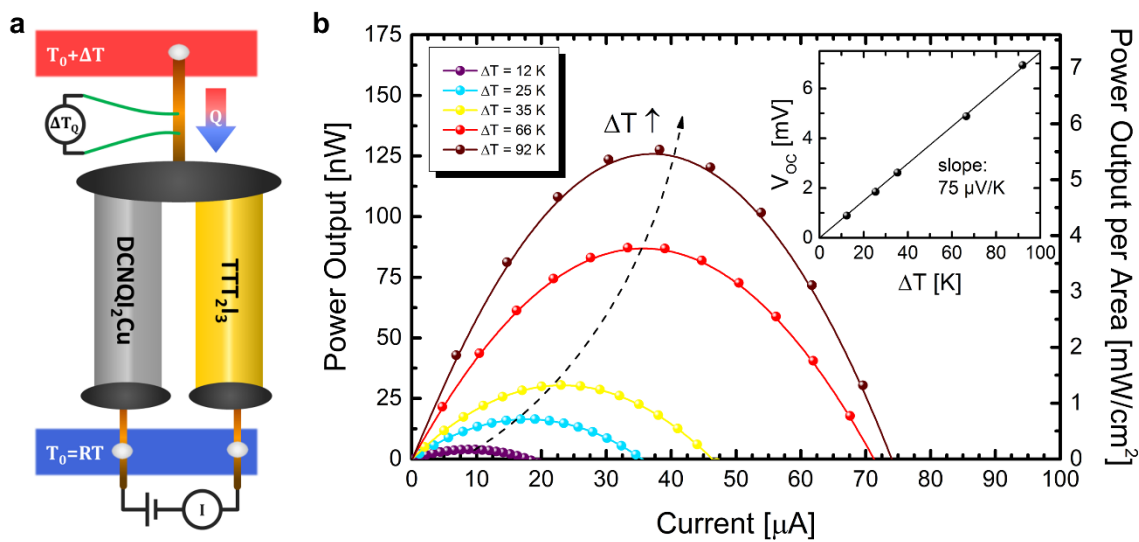 a
T₀+ΔT
ΔT_Q
Q
DCNQI₂Cu
TTT₂I₃
T₀=RT
I
b
Power Output [nW]
175
150
125
100
75
50
25
0
ΔT = 12 K
ΔT = 25 K
ΔT = 35 K
ΔT = 66 K
ΔT = 92 K
ΔT ↑
V_OC [mV]
6
4
2
0
0 20 40 60 80 100
ΔT [K]
slope:
75 µV/K
0 10 20 30 40 50 60 70 80 90 100
Current [µA]
7
6
5
4
3
2
1
0
Power Output per Area [mW/cm²]